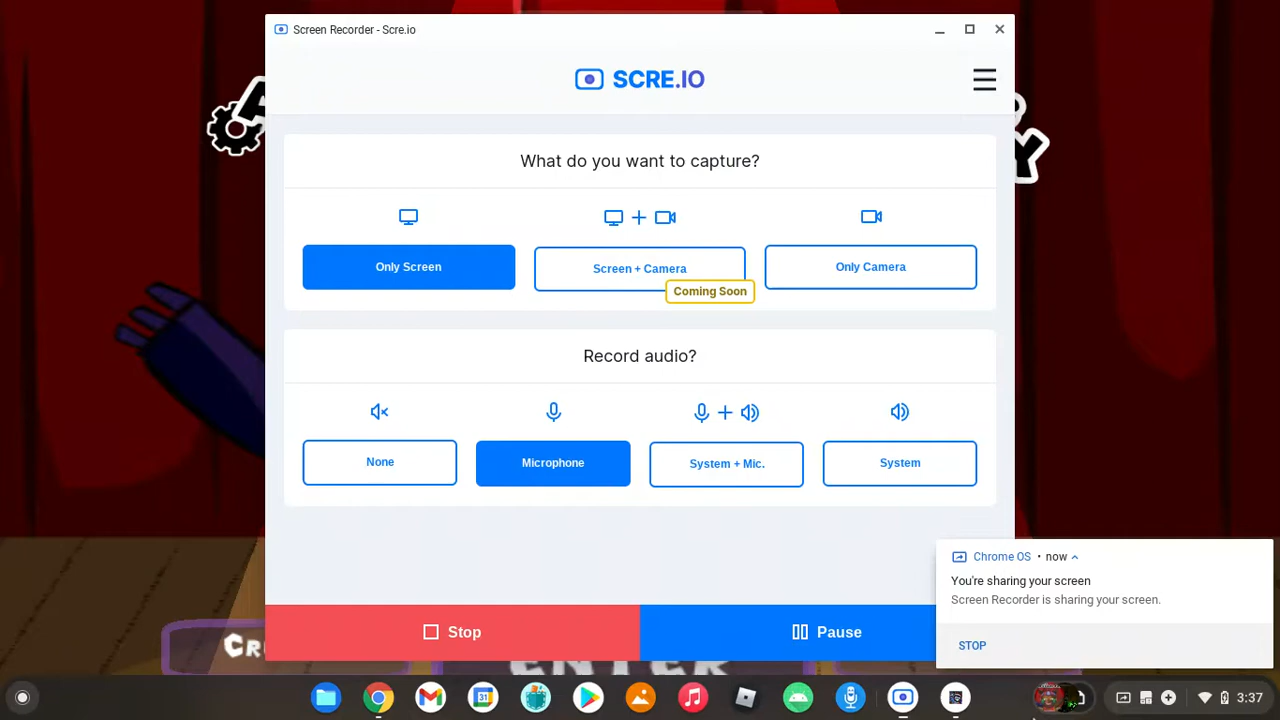 Screen Recorder - Scre.io
SCRE.IO
What do you want to capture?
Only Screen
Screen + Camera
Only Camera
Coming Soon
Record audio?
None
Microphone
System + Mic.
System
Chrome OS • now
You're sharing your screen
Screen Recorder is sharing your screen.
STOP
Stop
Pause
ENTER
31
3:37